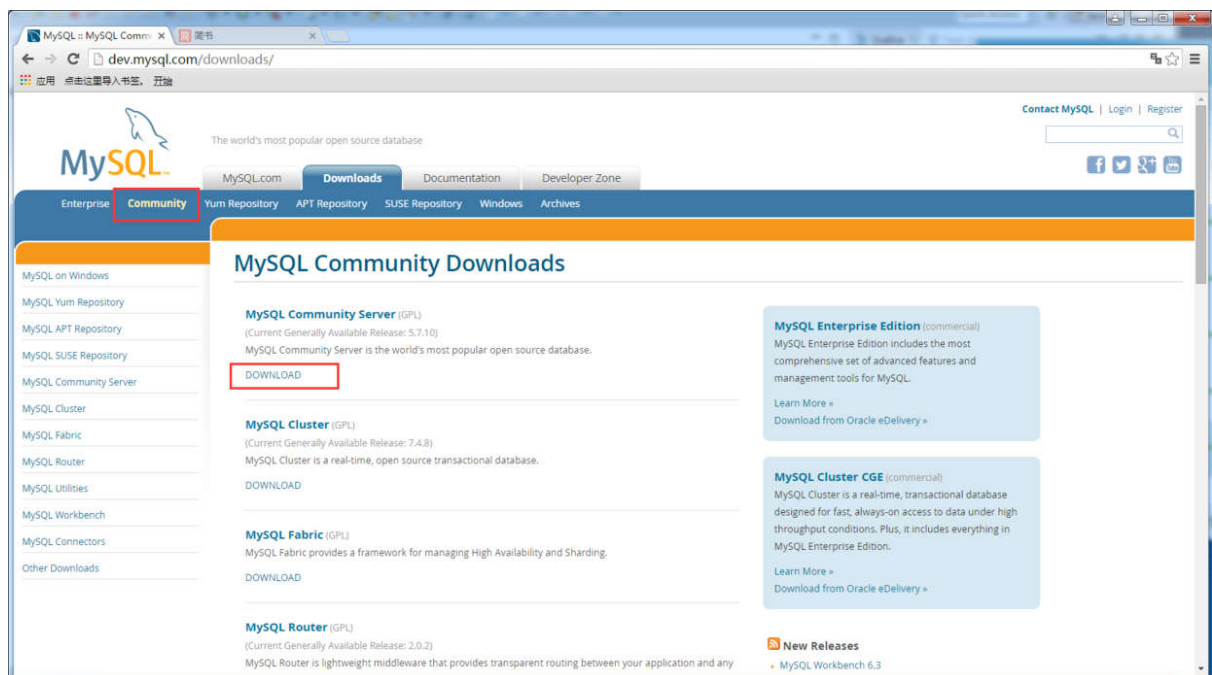 MySQL :: MySQL Comm
简书
dev.mysql.com/downloads/
应用 点击这里导入书签。 开始
Contact MySQL | Login | Register
MySQL
The world's most popular open source database
MySQL.com Downloads Documentation Developer Zone
Enterprise Community Yum Repository APT Repository SUSE Repository Windows Archives
MySQL on Windows
MySQL Yum Repository
MySQL APT Repository
MySQL SUSE Repository
MySQL Community Server
MySQL Cluster
MySQL Fabric
MySQL Router
MySQL Utilities
MySQL Workbench
MySQL Connectors
Other Downloads
MySQL Community Downloads
MySQL Community Server (GPL)
(Current Generally Available Release: 5.7.10)
MySQL Community Server is the world's most popular open source database.
DOWNLOAD
MySQL Cluster (GPL)
(Current Generally Available Release: 7.4.8)
MySQL Cluster is a real-time, open source transactional database.
DOWNLOAD
MySQL Fabric (GPL)
MySQL Fabric provides a framework for managing High Availability and Sharding.
DOWNLOAD
MySQL Router (GPL)
(Current Generally Available Release: 2.0.2)
MySQL Router is lightweight middleware that provides transparent routing between your application and any
MySQL Enterprise Edition (commercial)
MySQL Enterprise Edition includes the most
comprehensive set of advanced features and
management tools for MySQL.
Learn More »
Download from Oracle eDelivery »
MySQL Cluster CGE (commercial)
MySQL Cluster is a real-time, transactional database
designed for fast, always-on access to data under high
throughput conditions. Plus, it includes everything in
MySQL Enterprise Edition.
Learn More »
Download from Oracle eDelivery »
New Releases
MySQL Workbench 6.3